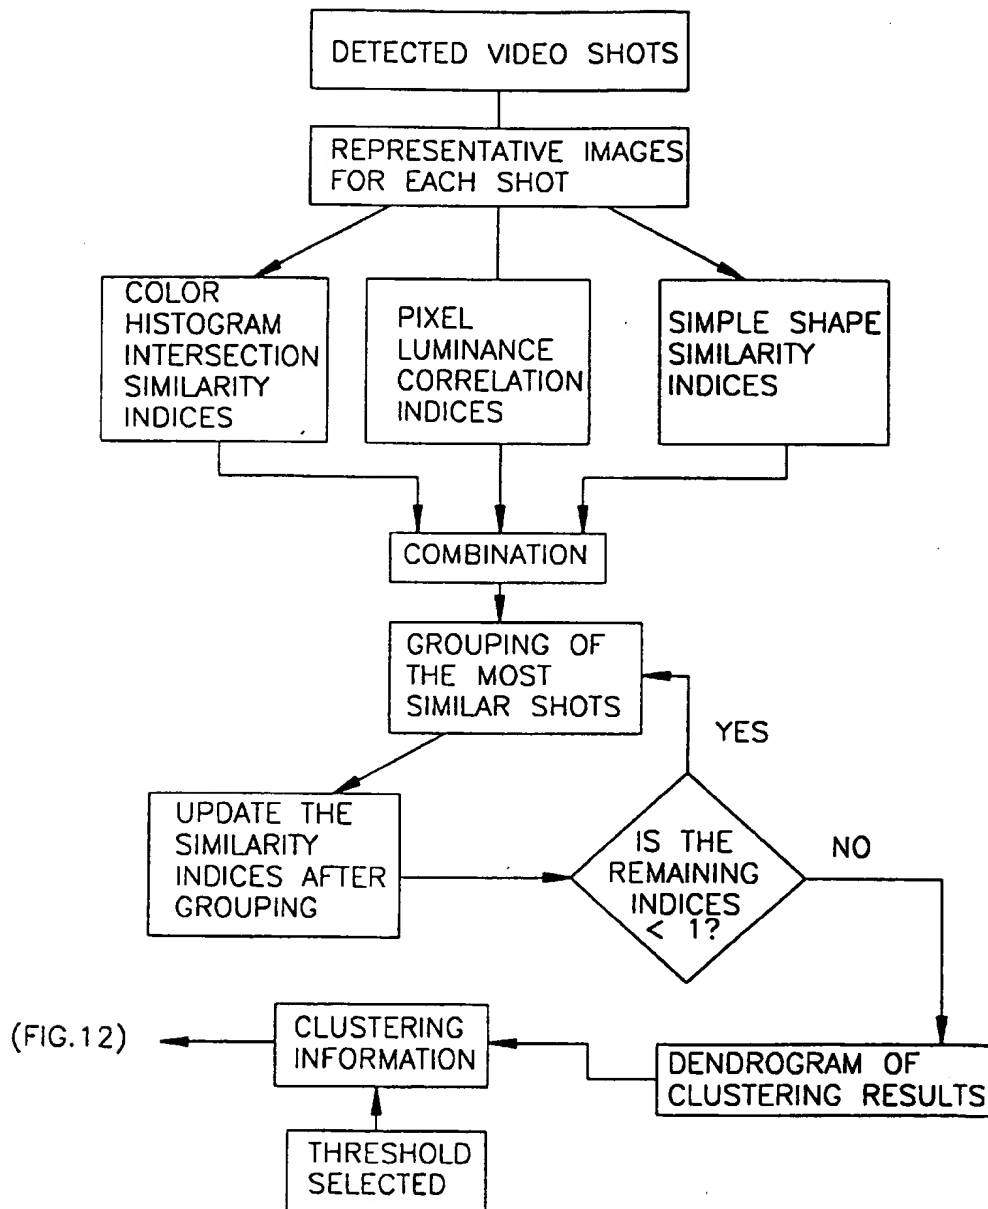 DETECTED VIDEO SHOTS
REPRESENTATIVE IMAGES
FOR EACH SHOT
COLOR
HISTOGRAM
INTERSECTION
SIMILARITY
INDICES
PIXEL
LUMINANCE
CORRELATION
INDICES
SIMPLE SHAPE
SIMILARITY
INDICES
COMBINATION
GROUPING OF
THE MOST
SIMILAR SHOTS
YES
UPDATE THE
SIMILARITY
INDICES AFTER
GROUPING
IS THE
REMAINING
INDICES
< 1?
NO
(FIG.12)
CLUSTERING
INFORMATION
DENDROGRAM OF
CLUSTERING RESULTS
THRESHOLD
SELECTED